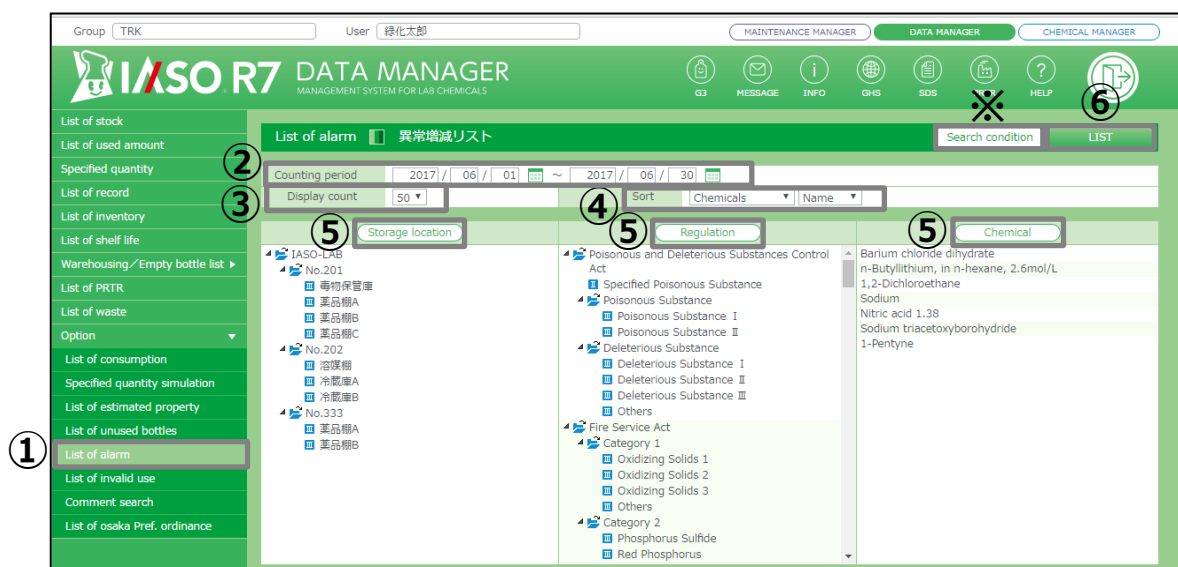 Group TRK User 緑化太郎 MAINTENANCE MANAGER DATA MANAGER CHEMICAL MANAGER
IASO R7 DATA MANAGER
MANAGEMENT SYSTEM FOR LAB CHEMICALS
G3 MESSAGE INFO GHS SDS HELP
※ ⑥
List of stock
List of used amount
Specified quantity
List of record
List of inventory
List of shelf life
Warehousing／Empty bottle list ▶
List of PRTR
List of waste
Option ▼
List of consumption
Specified quantity simulation
List of estimated property
List of unused bottles
① List of alarm
List of invalid use
Comment search
List of osaka Pref. ordinance
List of alarm 異常増減リスト Search condition LIST
② Counting period 2017 / 06 / 01 ～ 2017 / 06 / 30
③ Display count 50 ▼ ④ Sort Chemicals ▼ Name ▼
⑤ Storage location ⑤ Regulation ⑤ Chemical
IASO-LAB
No.201
毒物保管庫
薬品棚A
薬品棚B
薬品棚C
No.202
溶媒棚
冷蔵庫A
冷蔵庫B
No.333
薬品棚A
薬品棚B
Poisonous and Deleterious Substances Control
Act
Specified Poisonous Substance
Poisonous Substance
Poisonous Substance Ⅰ
Poisonous Substance Ⅱ
Deleterious Substance
Deleterious Substance Ⅰ
Deleterious Substance Ⅱ
Deleterious Substance Ⅲ
Others
Fire Service Act
Category 1
Oxidizing Solids 1
Oxidizing Solids 2
Oxidizing Solids 3
Others
Category 2
Phosphorus Sulfide
Red Phosphorus
Barium chloride dihydrate
n-Butyllithium, in n-hexane, 2.6mol/L
1,2-Dichloroethane
Sodium
Nitric acid 1.38
Sodium triacetoxyborohydride
1-Pentyne